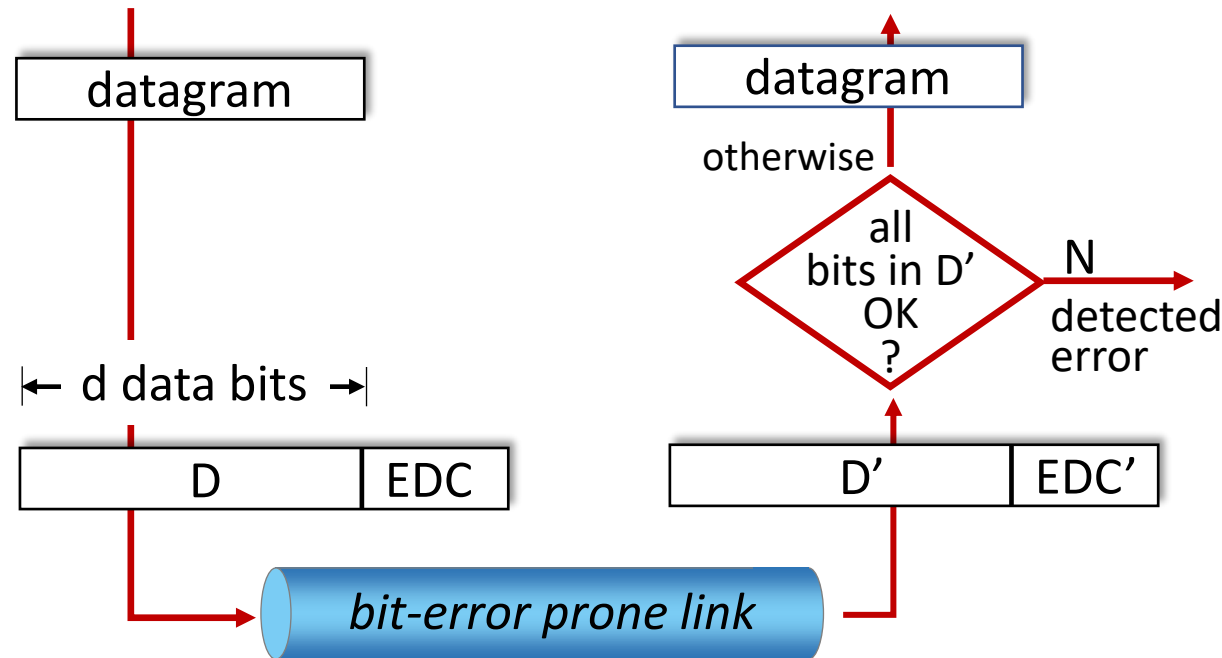 datagram
d data bits
D
EDC
bit-error prone link
datagram
otherwise
all
bits in D’
OK
?
N
detected
error
D’
EDC’